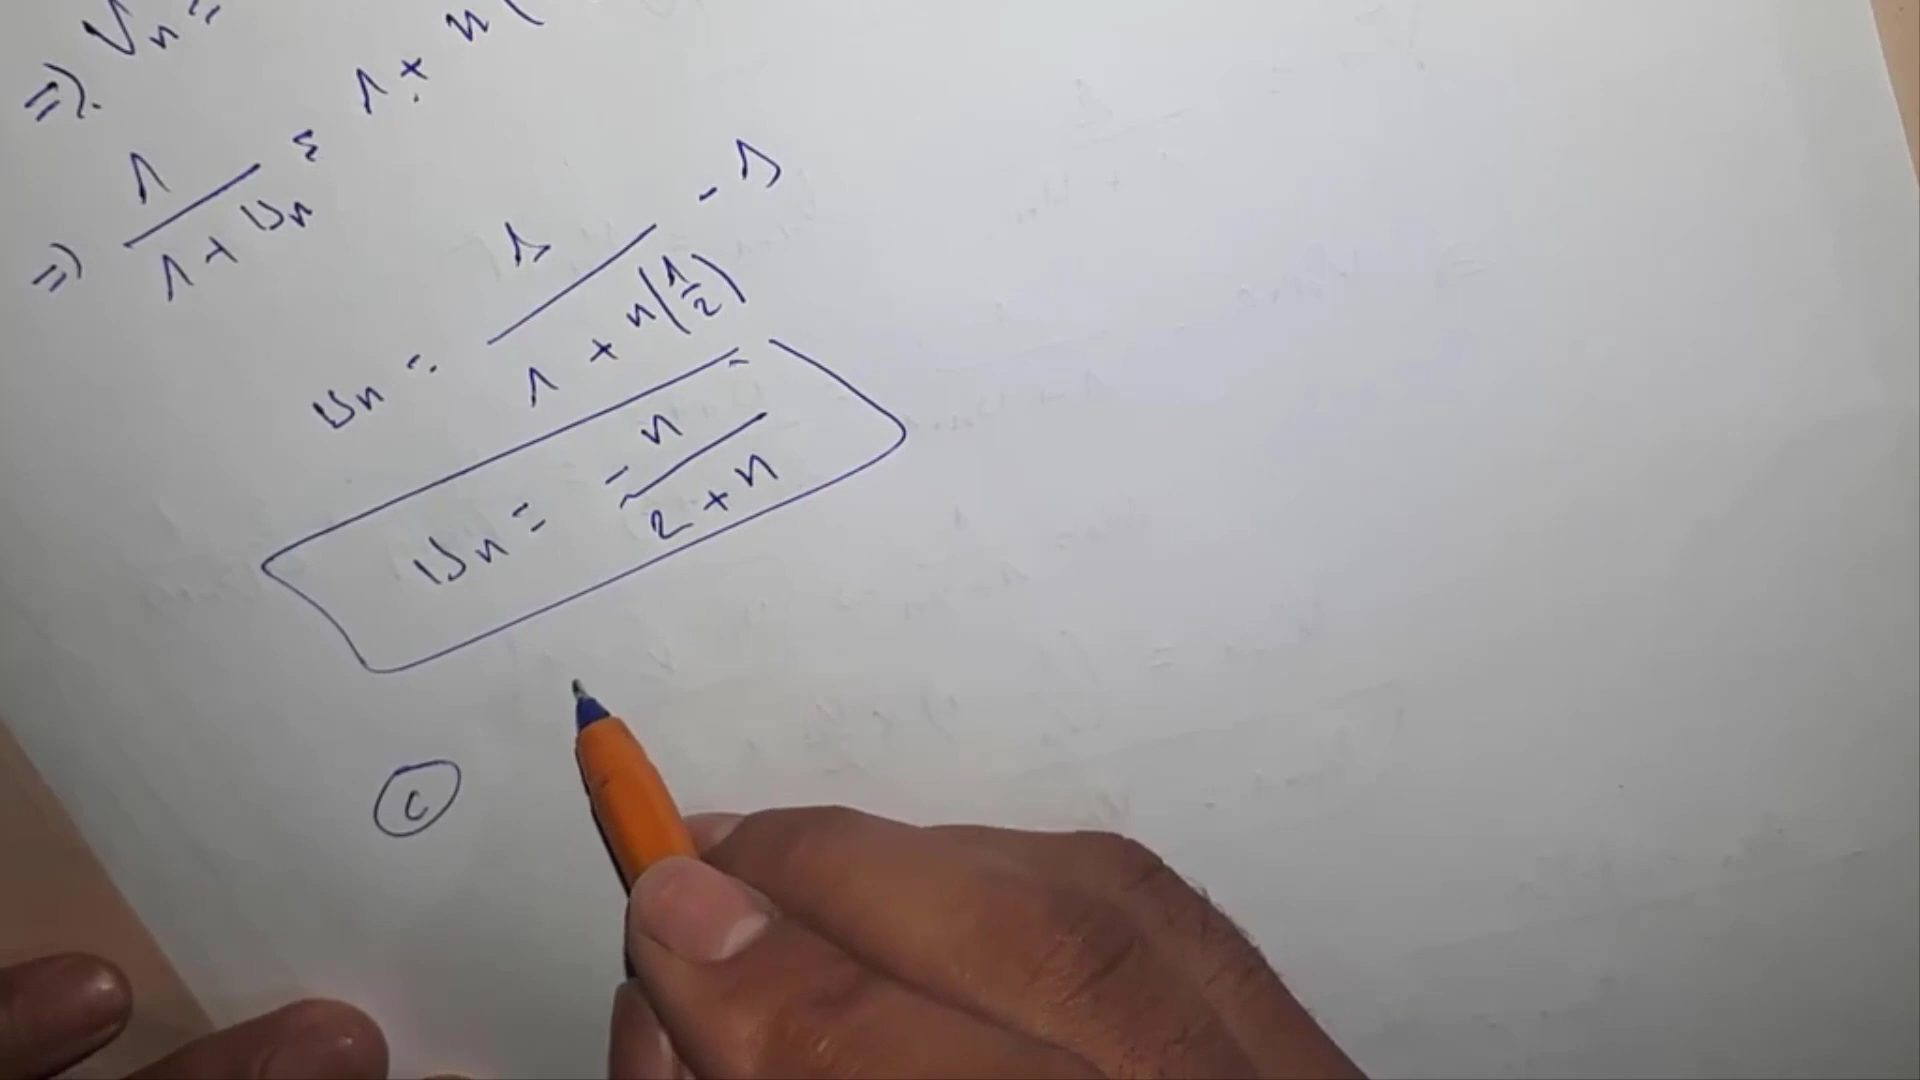 => Vn =
=> 1/(1+Un) = 1 + n(
Un = 1/(1 + n(1/2)) - 1
Un = -n/(2+n)
c